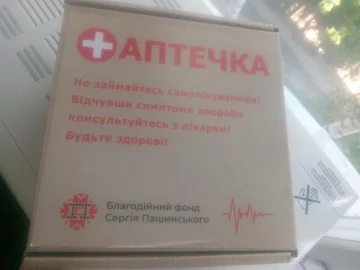 АПТЕЧКА
Не займайтесь самолікуванням!
Відчувши симптоми хвороби
консультуйтесь з лікарем!
Будьте здорові!
Благодійний фонд
Сергія Пашинського